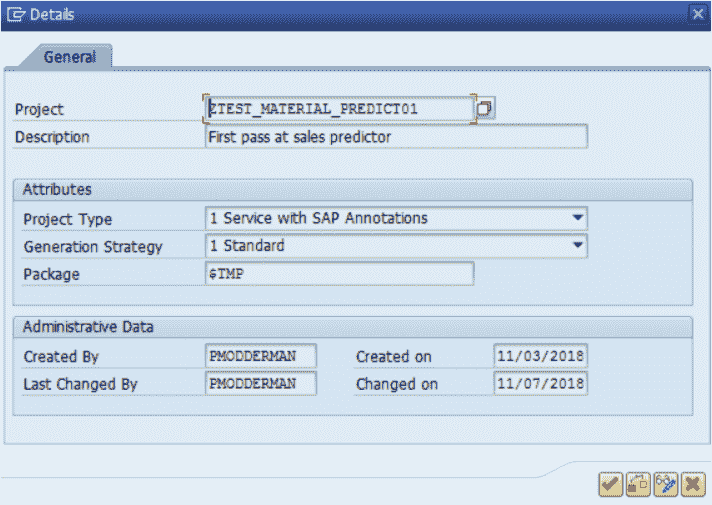 Details
General
Project ZTEST_MATERIAL_PREDICT01
Description First pass at sales predictor
Attributes
Project Type 1 Service with SAP Annotations
Generation Strategy 1 Standard
Package $TMP
Administrative Data
Created By PMODDERMAN Created on 11/03/2018
Last Changed By PMODDERMAN Changed on 11/07/2018